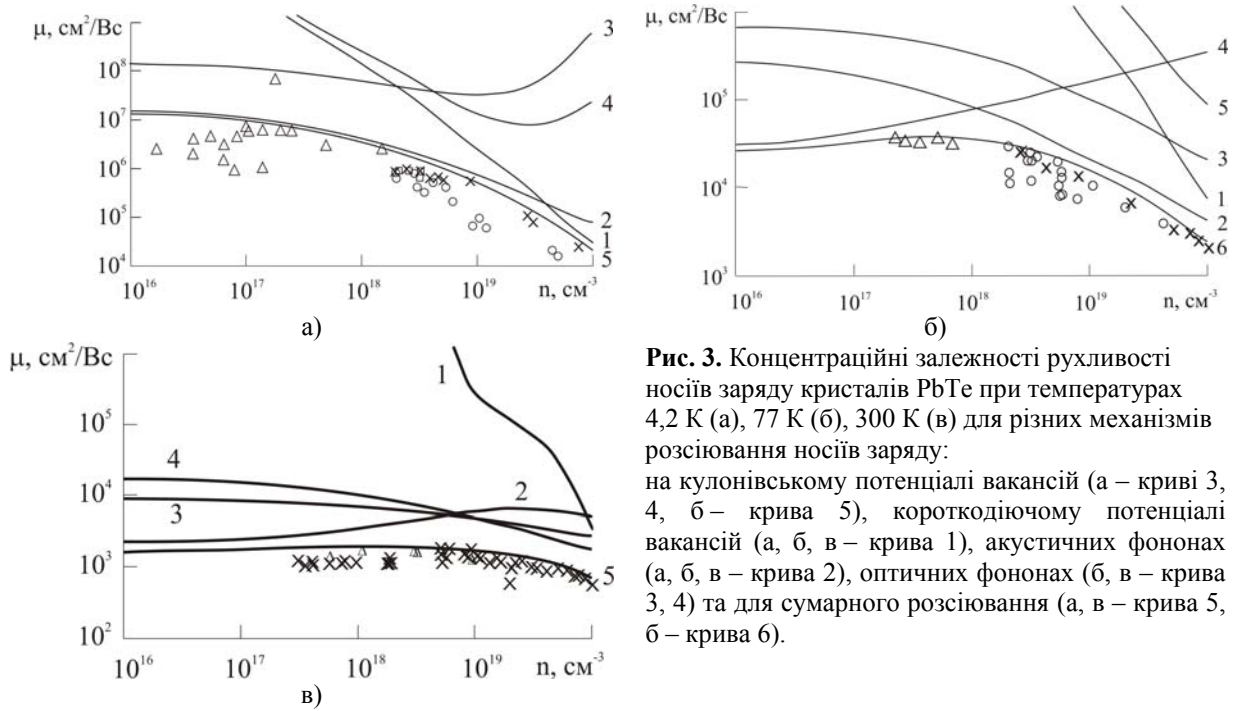 μ, см²/Вс
10⁸
10⁷
10⁶
10⁵
10⁴
10¹⁶
10¹⁷
10¹⁸
10¹⁹
n, см⁻³
3
4
2
1
5
а)
μ, см²/Вс
10⁵
10⁴
10³
10¹⁶
10¹⁷
10¹⁸
10¹⁹
n, см⁻³
4
5
3
1
2
6
б)
μ, см²/Вс
10⁵
10⁴
10³
10²
10¹⁶
10¹⁷
10¹⁸
10¹⁹
n, см⁻³
1
4
3
2
5
в)
Рис. 3. Концентраційні залежності рухливості
носіїв заряду кристалів PbTe при температурах
4,2 К (а), 77 К (б), 300 К (в) для різних механізмів
розсіювання носіїв заряду:
на кулонівському потенціалі вакансій (а – криві 3,
4, б – крива 5), короткодіючому потенціалі
вакансій (а, б, в – крива 1), акустичних фононах
(а, б, в – крива 2), оптичних фононах (б, в – крива
3, 4) та для сумарного розсіювання (а, в – крива 5,
б – крива 6).